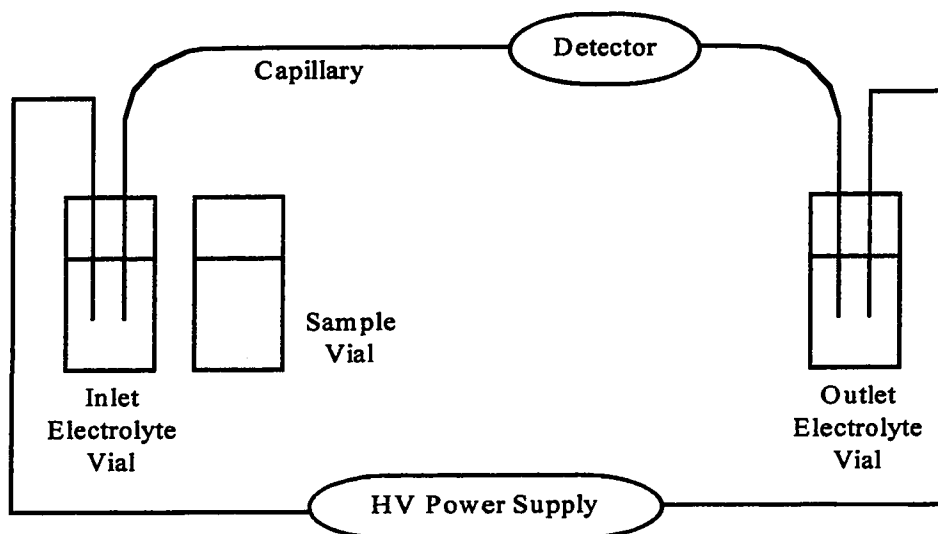 Detector
Capillary
Sample
Vial
Inlet
Electrolyte
Vial
Outlet
Electrolyte
Vial
HV Power Supply